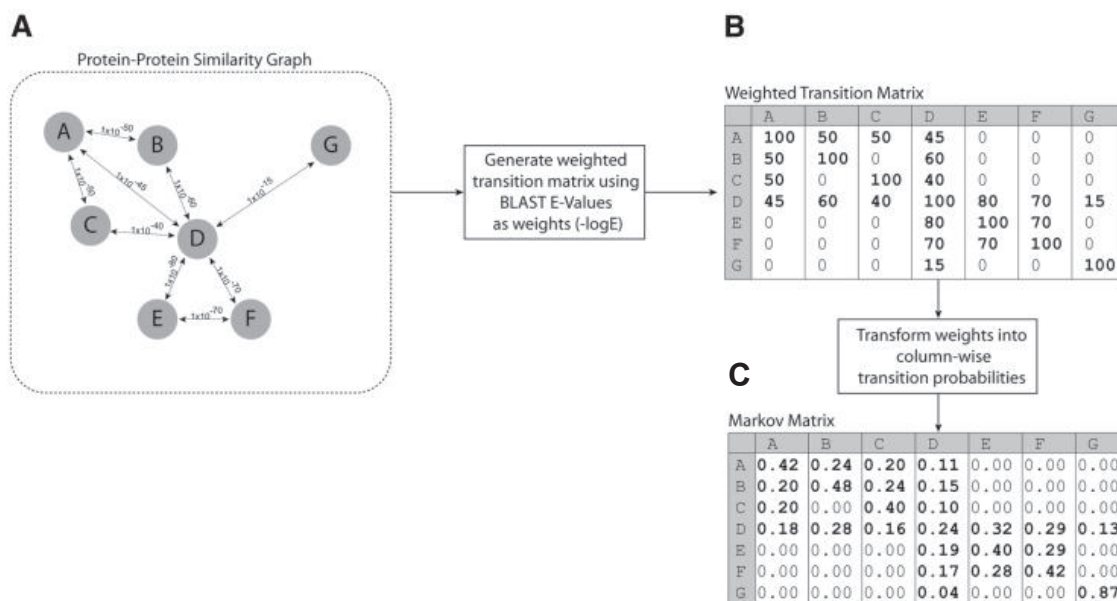 A
Protein-Protein Similarity Graph
A
B
G
C
D
E
F
1x10^-50
1x10^-45
1x10^-60
1x10^-15
1x10^-40
1x10^-80
1x10^-70
1x10^-70
Generate weighted
transition matrix using
BLAST E-Values
as weights (-logE)
B
Weighted Transition Matrix
A B C D E F G
A 100 50 50 45 0 0 0
B 50 100 0 60 0 0 0
C 50 0 100 40 0 0 0
D 45 60 40 100 80 70 15
E 0 0 0 80 100 70 0
F 0 0 0 70 70 100 0
G 0 0 0 15 0 0 100
Transform weights into
column-wise
transition probabilities
C
Markov Matrix
A B C D E F G
A 0.42 0.24 0.20 0.11 0.00 0.00 0.00
B 0.20 0.48 0.24 0.15 0.00 0.00 0.00
C 0.20 0.00 0.40 0.10 0.00 0.00 0.00
D 0.18 0.28 0.16 0.24 0.32 0.29 0.13
E 0.00 0.00 0.00 0.19 0.40 0.29 0.00
F 0.00 0.00 0.00 0.17 0.28 0.42 0.00
G 0.00 0.00 0.00 0.04 0.00 0.00 0.87